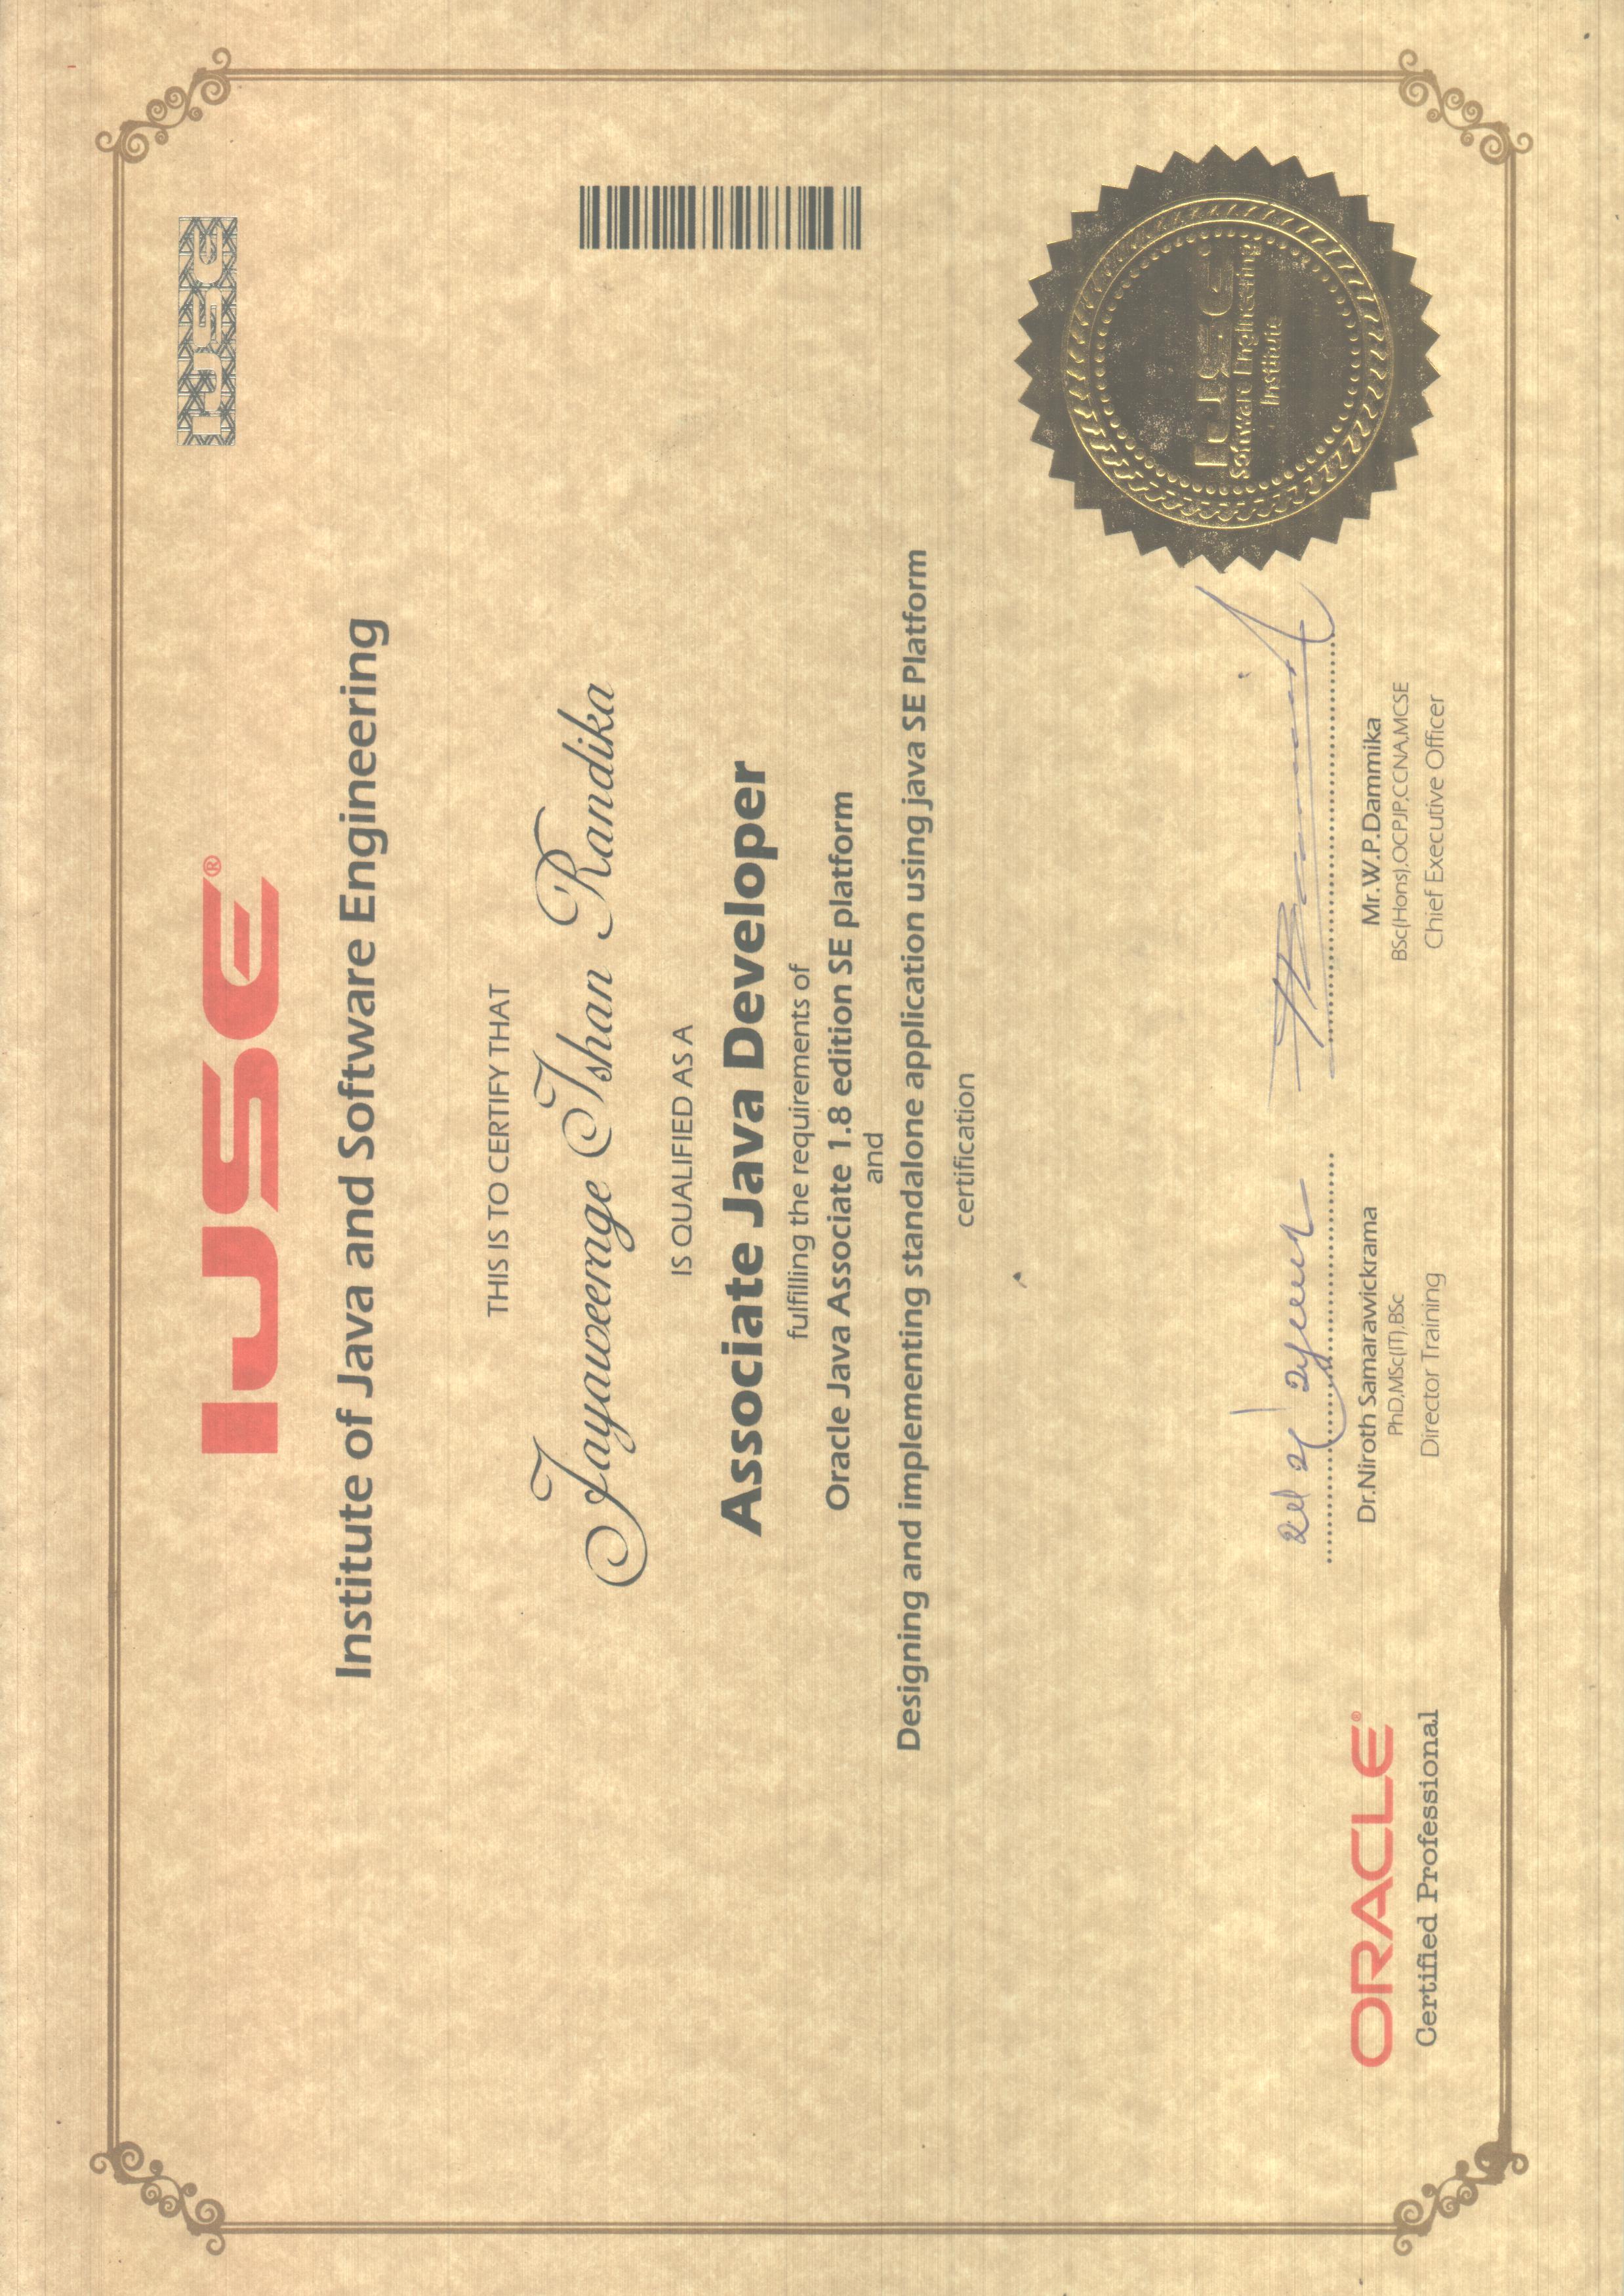 IJSE®
IJSE
Institute of Java and Software Engineering
THIS IS TO CERTIFY THAT
Jayaweerage Ishan Randika
IS QUALIFIED AS A
Associate Java Developer
fulfilling the requirements of
Oracle Java Associate 1.8 edition SE platform
and
Designing and implementing standalone application using java SE Platform
certification
IJSE
Software Engineering
Institute
ORACLE®
Certified Professional
Dr.Niroth Samarawickrama
PhD,MSc(IT),BSc
Director Training
Mr.W.P.Dammika
BSc(Hons),OCPJP,CCNA,MCSE
Chief Executive Officer